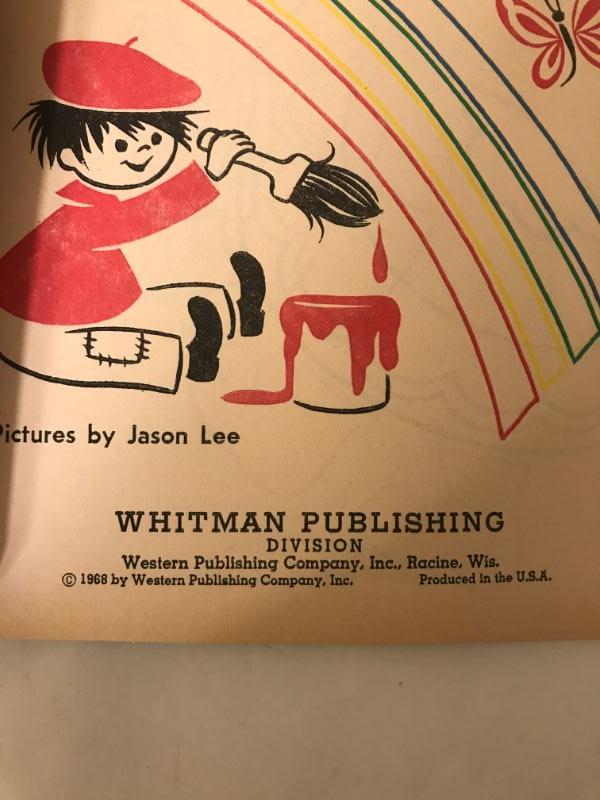 Pictures by Jason Lee
WHITMAN PUBLISHING
DIVISION
Western Publishing Company, Inc., Racine, Wis.
© 1968 by Western Publishing Company, Inc. Produced in the U.S.A.